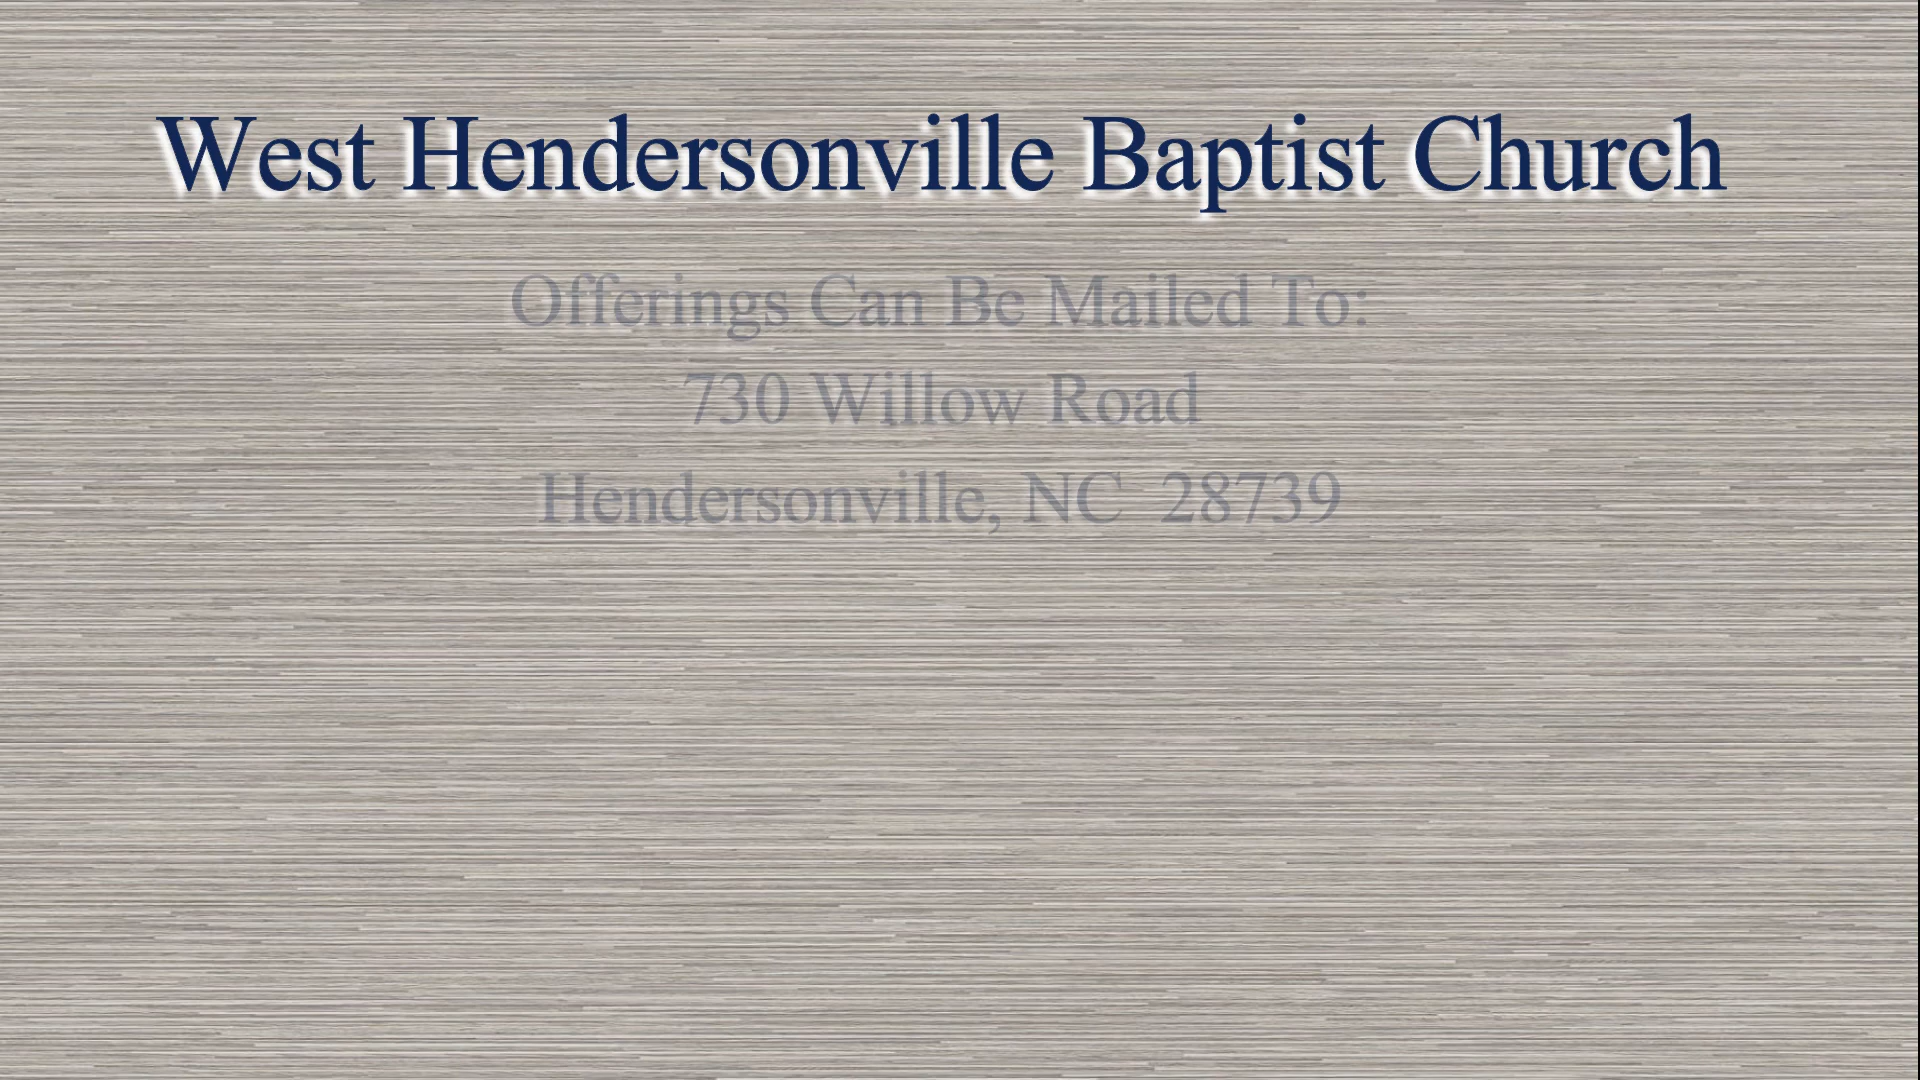 West Hendersonville Baptist Church
Offerings Can Be Mailed To:
730 Willow Road
Hendersonville, NC  28739